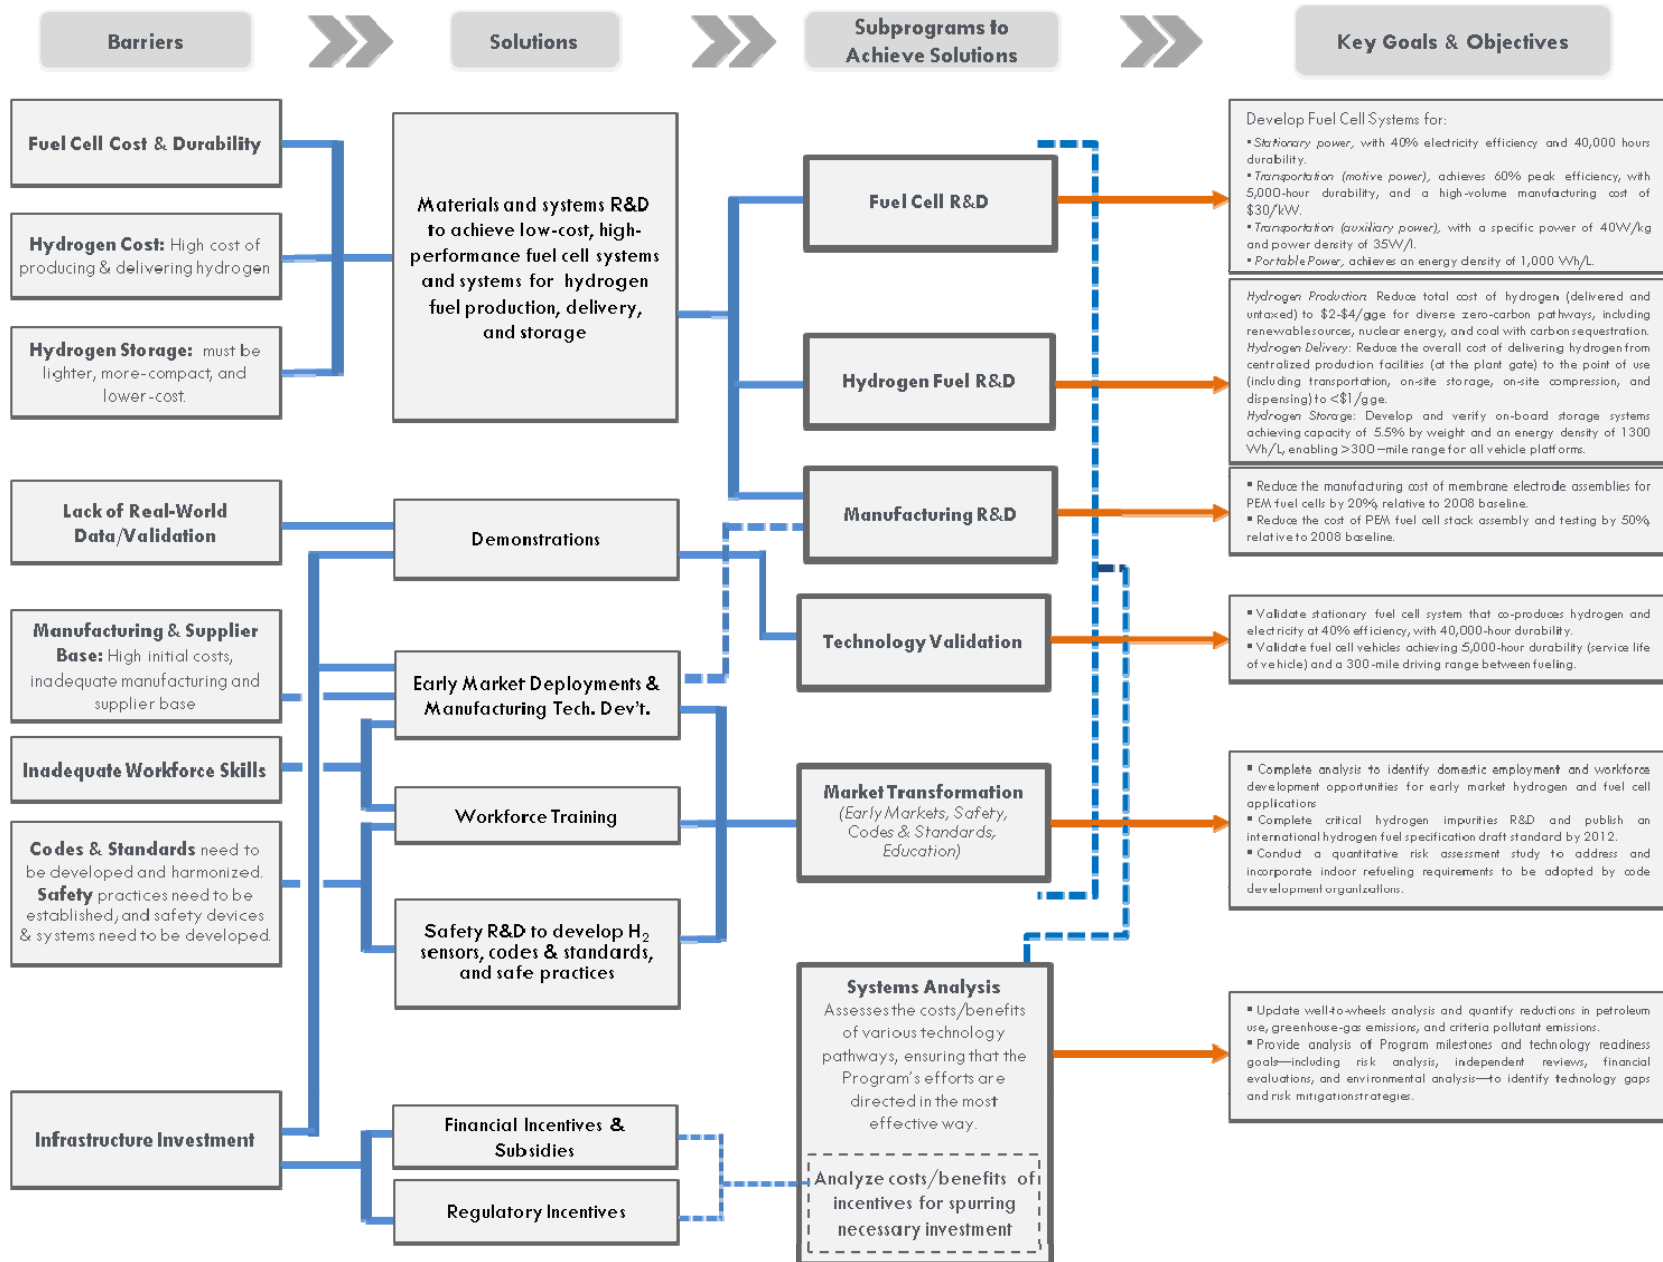 Barriers
Solutions
Subprograms to
Achieve Solutions
Key Goals & Objectives
Fuel Cell Cost & Durability
Hydrogen Cost: High cost of
producing & delivering hydrogen
Hydrogen Storage: must be
lighter, more-compact, and
lower-cost.
Lack of Real-World
Data/Validation
Manufacturing & Supplier
Base: High initial costs,
inadequate manufacturing and
supplier base
Inadequate Workforce Skills
Codes & Standards need to
be developed and harmonized.
Safety practices need to be
established, and safety devices
& systems need to be developed.
Infrastructure Investment
Materials and systems R&D
to achieve low-cost, high-
performance fuel cell systems
and systems for hydrogen
fuel production, delivery,
and storage
Demonstrations
Early Market Deployments &
Manufacturing Tech. Dev't.
Workforce Training
Safety R&D to develop H₂
sensors, codes & standards,
and safe practices
Financial Incentives &
Subsidies
Regulatory Incentives
Fuel Cell R&D
Hydrogen Fuel R&D
Manufacturing R&D
Technology Validation
Market Transformation
(Early Markets, Safety,
Codes & Standards,
Education)
Systems Analysis
Assesses the costs/benefits
of various technology
pathways, ensuring that the
Program's efforts are
directed in the most
effective way.
Analyze costs/benefits of
incentives for spurring
necessary investment
Develop Fuel Cell Systems for:
▪ Stationary power, with 40% electricity efficiency and 40,000 hours
durability.
▪ Transportation (motive power), achieves 60% peak efficiency, with
5,000-hour durability, and a high-volume manufacturing cost of
$30/kW.
▪ Transportation (auxiliary power), with a specific power of 40W/kg
and power density of 35W/l.
▪ Portable Power, achieves an energy density of 1,000 Wh/L.
Hydrogen Production: Reduce total cost of hydrogen (delivered and
untaxed) to $2-$4/gge for diverse zero-carbon pathways, including
renewable sources, nuclear energy, and coal with carbon sequestration.
Hydrogen Delivery: Reduce the overall cost of delivering hydrogen from
centralized production facilities (at the plant gate) to the point of use
(including transportation, on-site storage, on-site compression, and
dispensing) to <$1/gge.
Hydrogen Storage: Develop and verify on-board storage systems
achieving capacity of 5.5% by weight and an energy density of 1300
Wh/L, enabling >300–mile range for all vehicle platforms.
▪ Reduce the manufacturing cost of membrane electrode assemblies for
PEM fuel cells by 20%, relative to 2008 baseline.
▪ Reduce the cost of PEM fuel cell stack assembly and testing by 50%,
relative to 2008 baseline.
▪ Validate stationary fuel cell system that co-produces hydrogen and
electricity at 40% efficiency, with 40,000-hour durability.
▪ Validate fuel cell vehicles achieving 5,000-hour durability (service life
of vehicle) and a 300-mile driving range between fueling.
▪ Complete analysis to identify domestic employment and workforce
development opportunities for early market hydrogen and fuel cell
applications
▪ Complete critical hydrogen impurities R&D and publish an
international hydrogen fuel specification draft standard by 2012.
▪ Conduct a quantitative risk assessment study to address and
incorporate indoor refueling requirements to be adopted by code
development organizations.
▪ Update well-to-wheels analysis and quantify reductions in petroleum
use, greenhouse-gas emissions, and criteria pollutant emissions.
▪ Provide analysis of Program milestones and technology readiness
goals—including risk analysis, independent reviews, financial
evaluations, and environmental analysis—to identify technology gaps
and risk mitigation strategies.